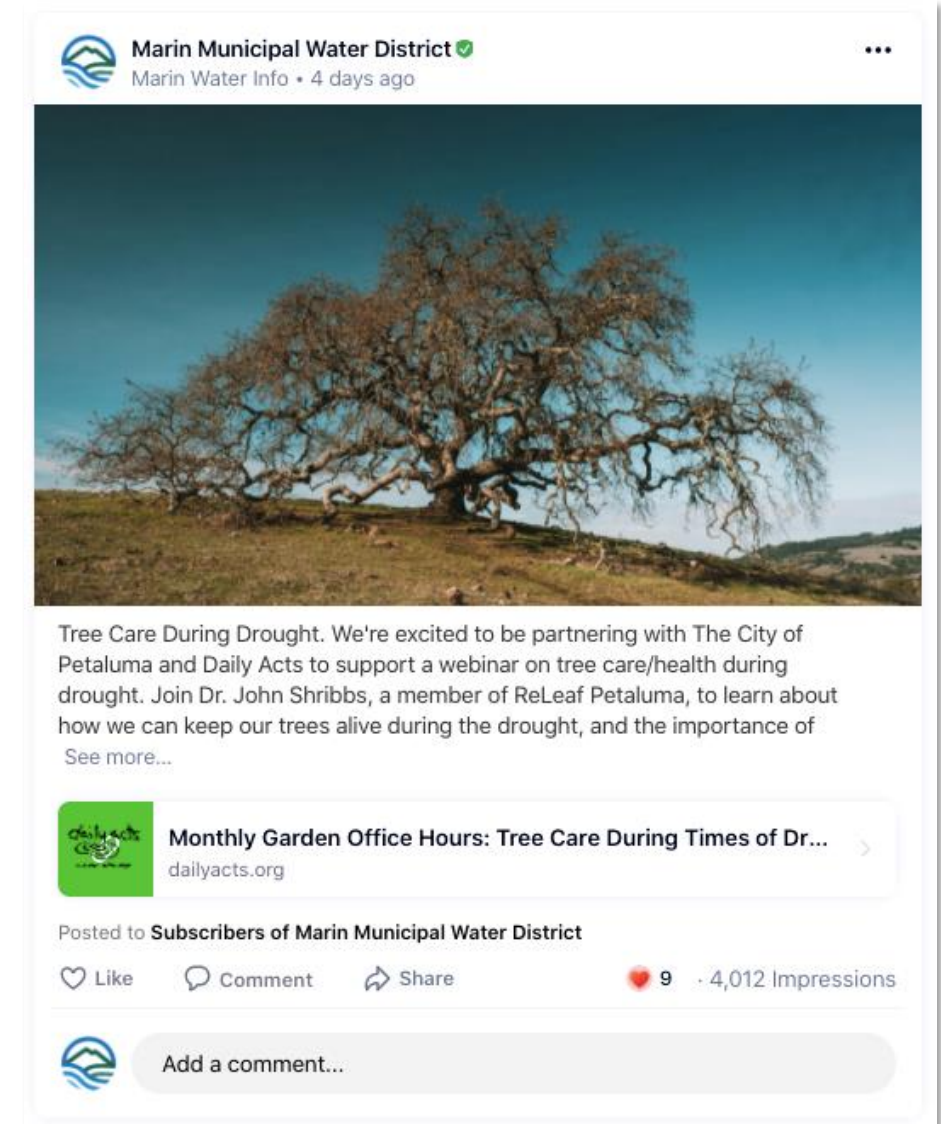 Marin Municipal Water District
Marin Water Info • 4 days ago
Tree Care During Drought. We're excited to be partnering with The City of
Petaluma and Daily Acts to support a webinar on tree care/health during
drought. Join Dr. John Shribbs, a member of ReLeaf Petaluma, to learn about
how we can keep our trees alive during the drought, and the importance of
See more...
daily acts
Monthly Garden Office Hours: Tree Care During Times of Dr...
dailyacts.org
Posted to Subscribers of Marin Municipal Water District
Like Comment Share 9 · 4,012 Impressions
Add a comment...